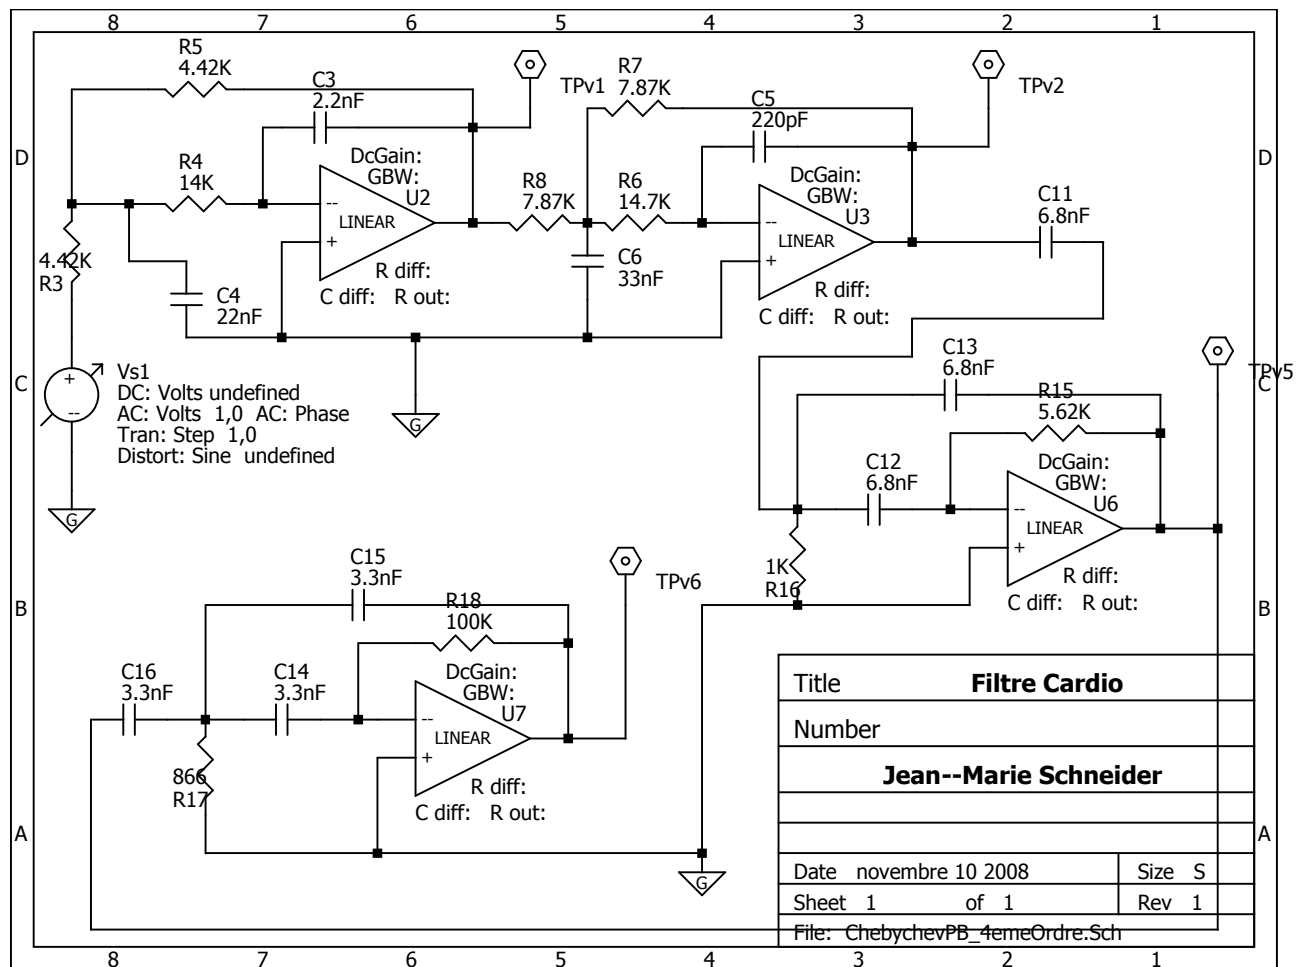 8 7 6 5 4 3 2 1
R5
4.42K
C3
2.2nF
TPv1
R7
7.87K
C5
220pF
TPv2
D
D
R4
14K
DcGain:
GBW:
U2
LINEAR
--
+
R diff:
C diff: R out:
R8
7.87K
R6
14.7K
DcGain:
GBW:
U3
LINEAR
--
+
R diff:
C diff: R out:
C11
6.8nF
4.42K
R3
C4
22nF
C6
33nF
C
C
+
--
Vs1
DC: Volts undefined
AC: Volts 1,0 AC: Phase
Tran: Step 1,0
Distort: Sine undefined
G
G
C13
6.8nF
TPv5
R15
5.62K
C12
6.8nF
DcGain:
GBW:
U6
LINEAR
--
+
R diff:
C diff: R out:
1K
R16
B
B
C15
3.3nF
TPv6
R18
100K
C16
3.3nF
C14
3.3nF
DcGain:
GBW:
U7
LINEAR
--
+
R diff:
C diff: R out:
866
R17
G
A
A
Title Filtre Cardio
Number
Jean--Marie Schneider
Date novembre 10 2008 Size S
Sheet 1 of 1 Rev 1
File: ChebychevPB_4emeOrdre.Sch
8 7 6 5 4 3 2 1